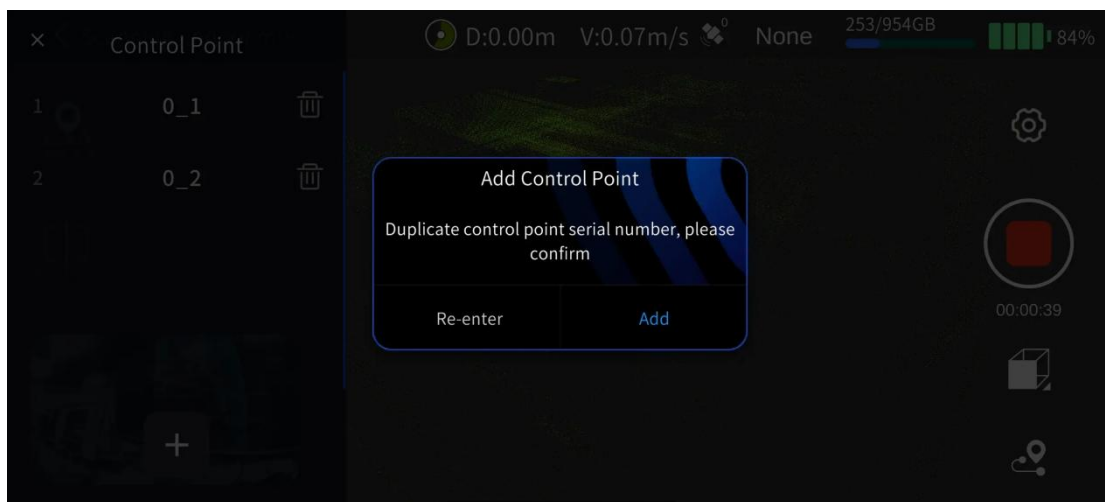 × Control Point
D:0.00m V:0.07m/s 0 None 253/954GB 84%
1 0_1
2 0_2
Add Control Point
Duplicate control point serial number, please
confirm
Re-enter Add
00:00:39
+